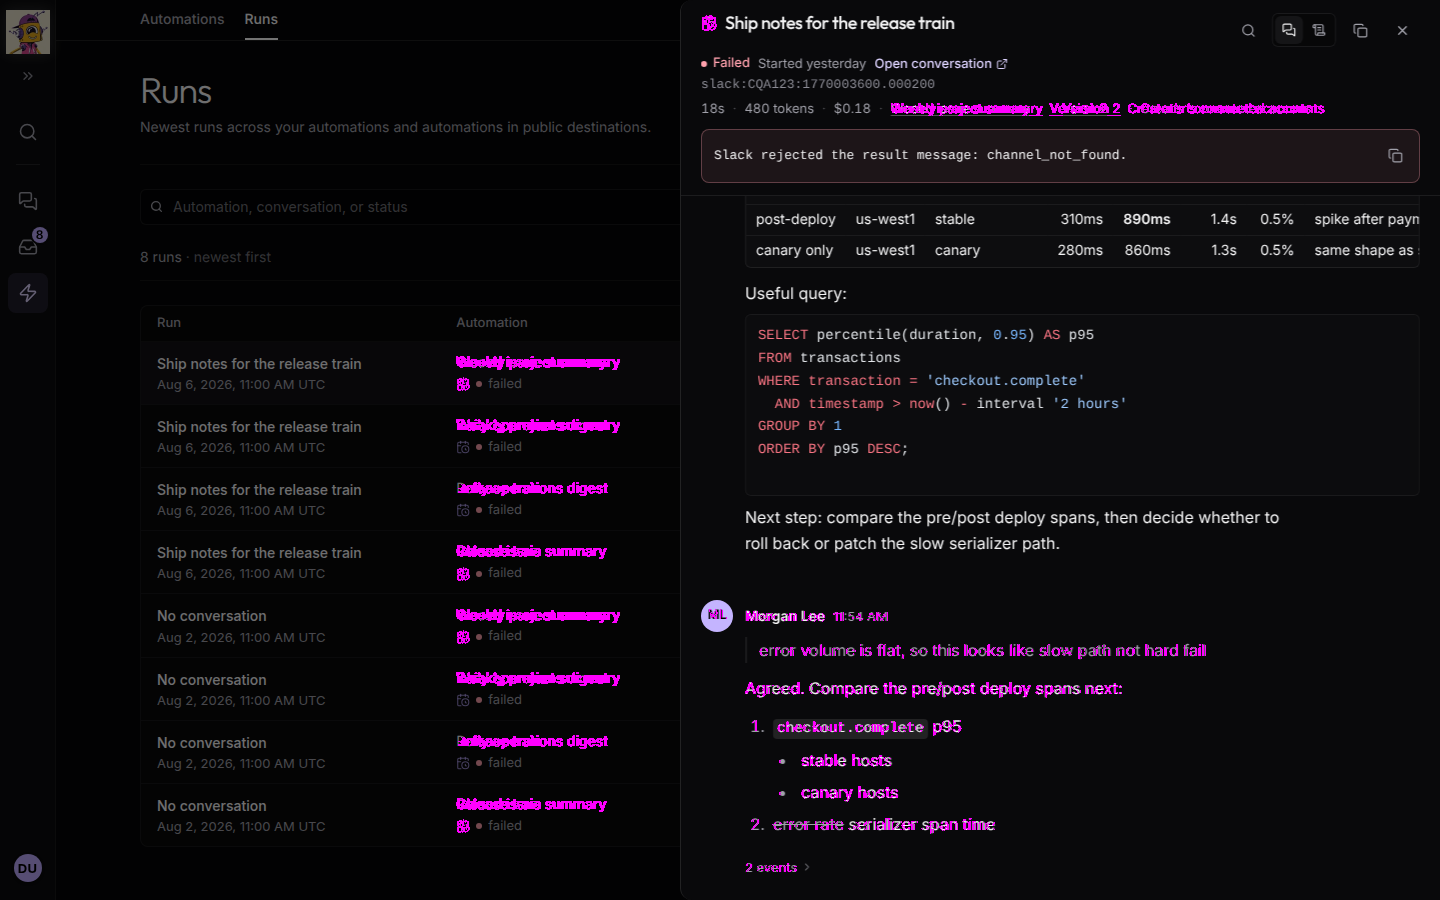 Automations Runs
Runs
Newest runs across your automations and automations in public destinations.
Automation, conversation, or status
8 runs · newest first
Run Automation
Ship notes for the release train
Aug 6, 2026, 11:00 AM UTC
failed
Ship notes for the release train
Aug 6, 2026, 11:00 AM UTC
failed
Ship notes for the release train
operations digest
Aug 6, 2026, 11:00 AM UTC
failed
Ship notes for the release train
summary
Aug 6, 2026, 11:00 AM UTC
failed
No conversation
Aug 2, 2026, 11:00 AM UTC
failed
No conversation
Aug 2, 2026, 11:00 AM UTC
failed
No conversation
operations digest
Aug 2, 2026, 11:00 AM UTC
failed
No conversation
summary
Aug 2, 2026, 11:00 AM UTC
failed
8
DU
Ship notes for the release train
Failed Started yesterday Open conversation
slack:CQA123:1770003600.000200
18s · 480 tokens · $0.18 ·
Slack rejected the result message: channel_not_found.
post-deploy us-west1 stable 310ms 890ms 1.4s 0.5% spike after payn
canary only us-west1 canary 280ms 860ms 1.3s 0.5% same shape as
Useful query:
SELECT percentile(duration, 0.95) AS p95
FROM transactions
WHERE transaction = 'checkout.complete'
AND timestamp > now() - interval '2 hours'
GROUP BY 1
ORDER BY p95 DESC;
Next step: compare the pre/post deploy spans, then decide whether to
roll back or patch the slow serializer path.
ML
Morgan Lee 11:54 AM
error volume is flat, so this looks like slow path not hard fail
Agreed. Compare the pre/post deploy spans next:
1. checkout.complete p95
• stable hosts
• canary hosts
2. error rate serializer span time
2 events